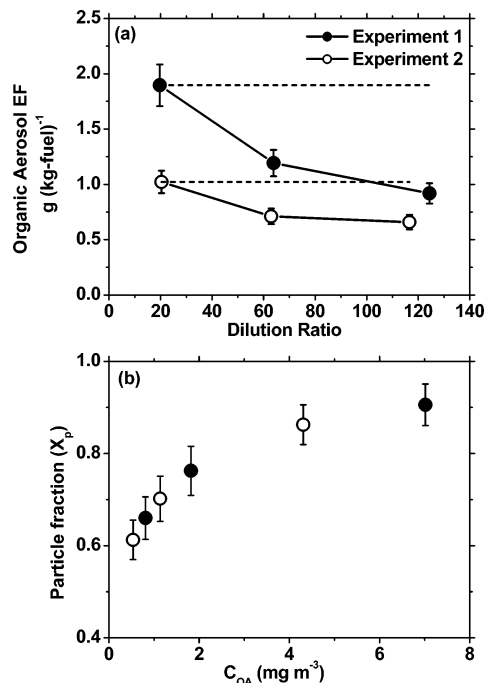 (a)
Experiment 1
Experiment 2
Organic Aerosol EF
g (kg-fuel)⁻¹
2.5
2.0
1.5
1.0
0.5
0.0
0 20 40 60 80 100 120 140
Dilution Ratio
(b)
Particle fraction (Xₚ)
1.0
0.8
0.6
0.4
0 2 4 6 8
C_OA (mg m⁻³)